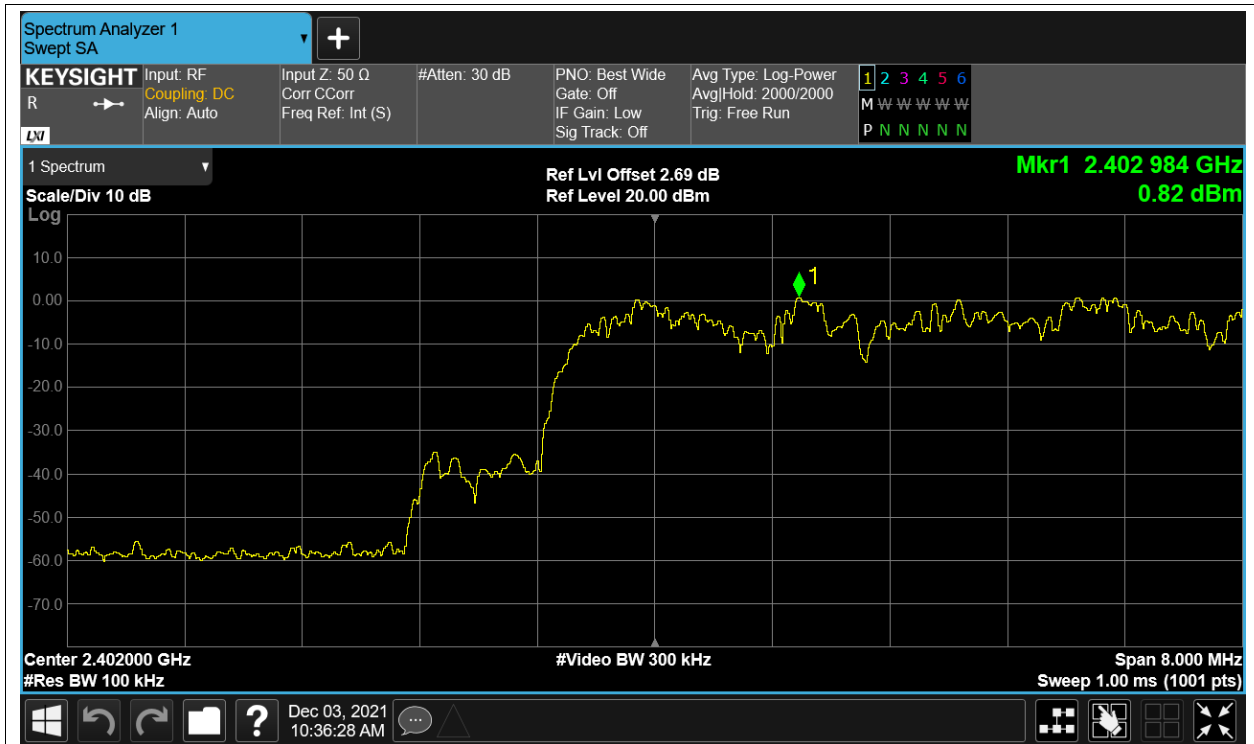 Spectrum Analyzer 1
Swept SA
KEYSIGHT
R
LXI
Input: RF
Coupling: DC
Align: Auto
Input Z: 50 Ω
Corr CCorr
Freq Ref: Int (S)
#Atten: 30 dB
PNO: Best Wide
Gate: Off
IF Gain: Low
Sig Track: Off
Avg Type: Log-Power
Avg|Hold: 2000/2000
Trig: Free Run
1 2 3 4 5 6
M W W W W W
P N N N N N
1 Spectrum
Scale/Div 10 dB
Log
Ref Lvl Offset 2.69 dB
Ref Level 20.00 dBm
Mkr1 2.402 984 GHz
0.82 dBm
10.0
0.00
-10.0
-20.0
-30.0
-40.0
-50.0
-60.0
-70.0
1
Center 2.402000 GHz
#Res BW 100 kHz
#Video BW 300 kHz
Span 8.000 MHz
Sweep 1.00 ms (1001 pts)
?
Dec 03, 2021
10:36:28 AM